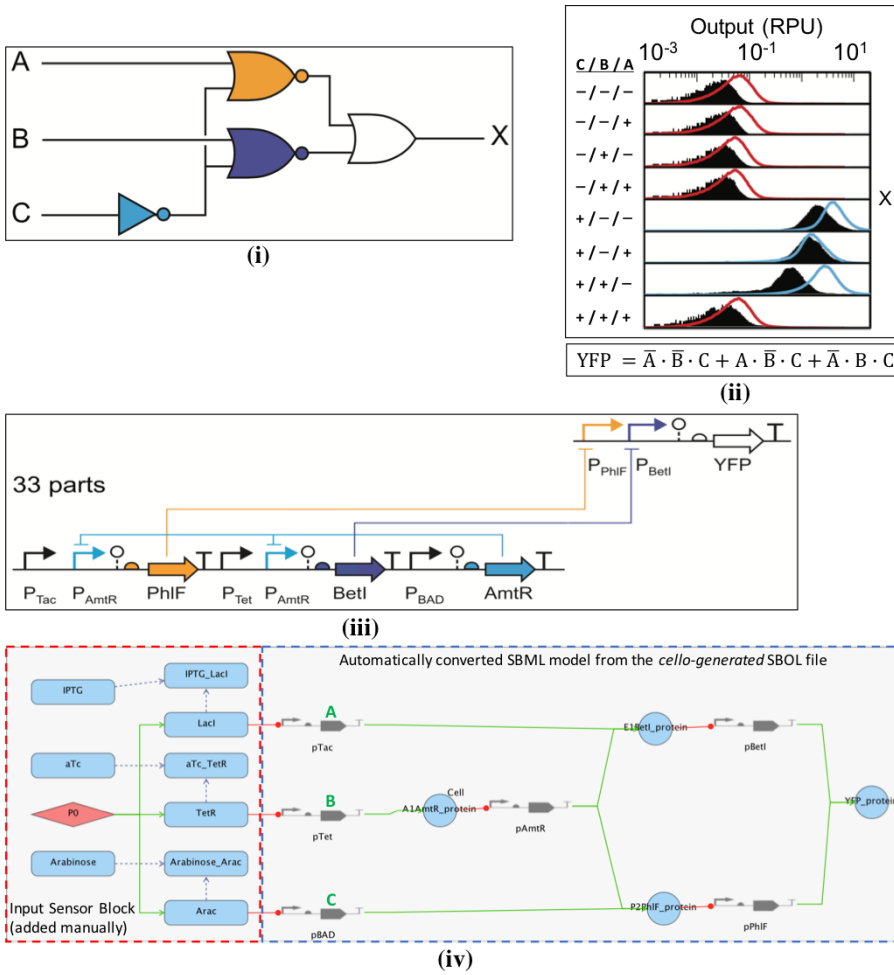 A
B
C
X
(i)
Output (RPU)
10-3 10-1 101
C / B / A
−/−/−
−/−/+
−/+/−
−/+/+
+/−/−
+/−/+
+/+/−
+/+/+
X
YFP = A̅ · B̅ · C + A · B̅ · C + A̅ · B · C
(ii)
33 parts
PPhlF PBetI YFP
PTac PAmtR PhlF PTet PAmtR BetI PBAD AmtR
(iii)
Automatically converted SBML model from the cello-generated SBOL file
IPTG
IPTG_LacI
LacI
A
pTac
E1BetI_protein
pBetI
aTc
aTc_TetR
Cell
P0
TetR
B
pTet
A1AmtR_protein
pAmtR
YFP_protein
Arabinose
Arabinose_Arac
Arac
C
pBAD
P2PhlF_protein
pPhlF
Input Sensor Block
(added manually)
(iv)